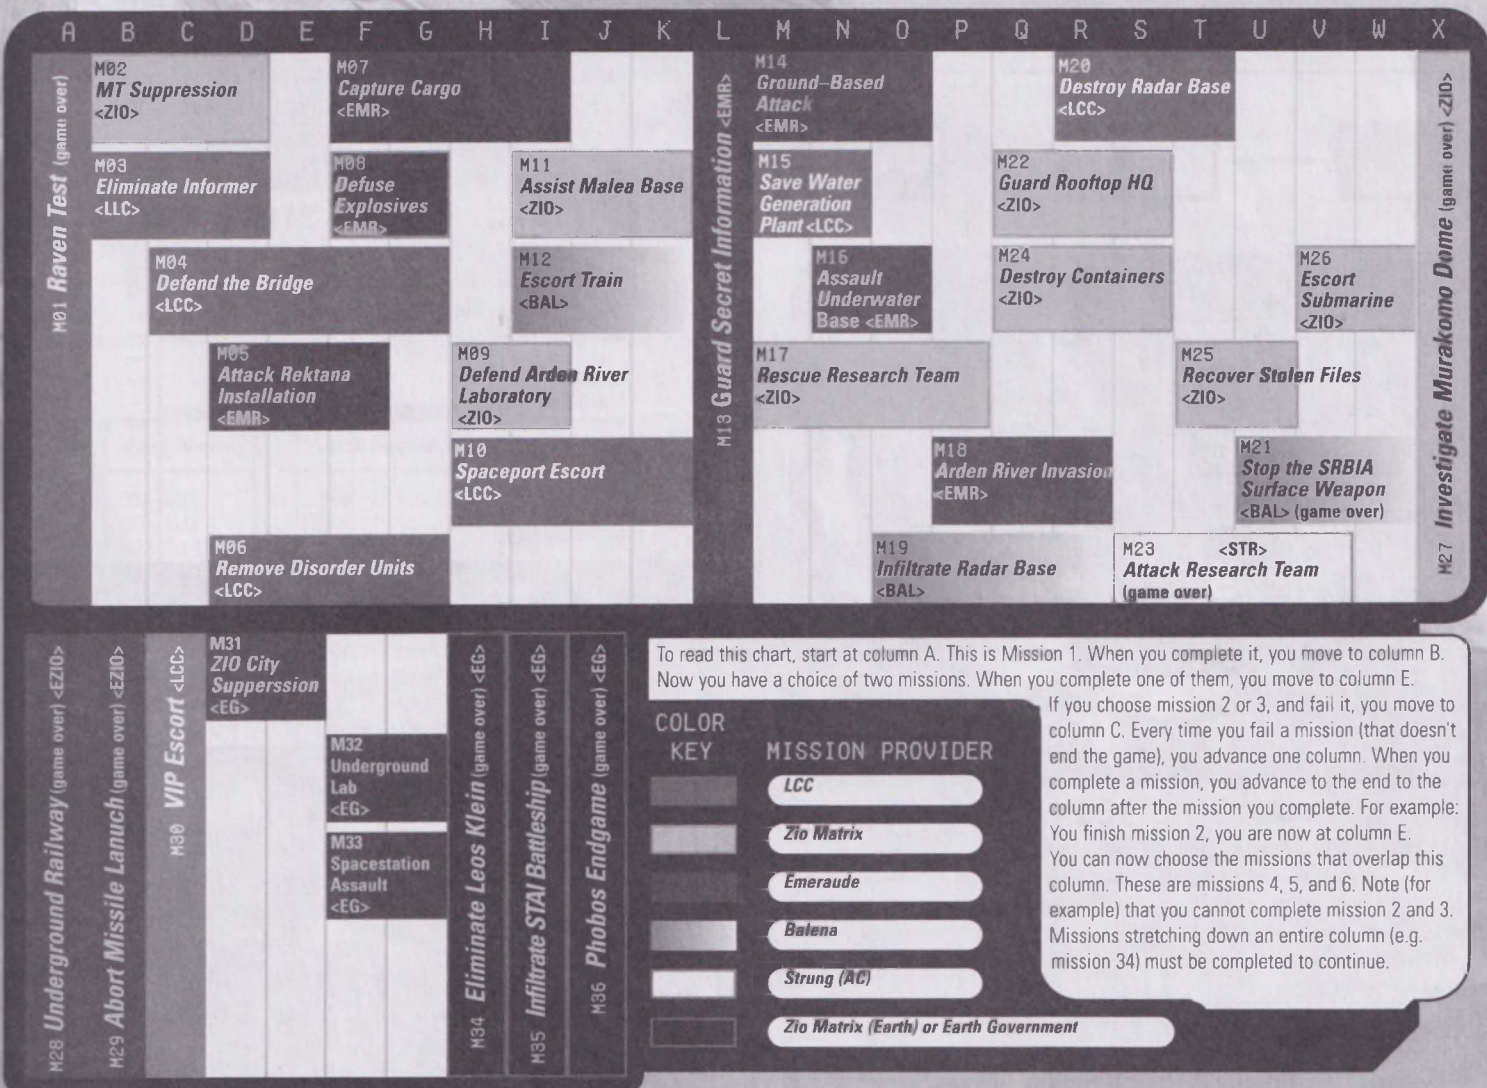 A B C D E F G H I J K L M N O P Q R S T U V W X
M01 Raven Test (game over)
M02
MT Suppression
<ZIO>
M03
Eliminate Informer
<LLC>
M04
Defend the Bridge
<LCC>
M05
Attack Rektana
Installation
<EMR>
M06
Remove Disorder Units
<LCC>
M07
Capture Cargo
<EMR>
M08
Defuse
Explosives
<EMR>
M11
Assist Malea Base
<ZIO>
M12
Escort Train
<BAL>
M09
Defend Arden River
Laboratory
<ZIO>
M10
Spaceport Escort
<LCC>
M13 Guard Secret Information <EMR>
M14
Ground-Based
Attack
<EMR>
M15
Save Water
Generation
Plant <LCC>
M16
Assault
Underwater
Base <EMR>
M17
Rescue Research Team
<ZIO>
M18
Arden River Invasion
<EMR>
M19
Infiltrate Radar Base
<BAL>
M20
Destroy Radar Base
<LCC>
M22
Guard Rooftop HQ
<ZIO>
M24
Destroy Containers
<ZIO>
M26
Escort
Submarine
<ZIO>
M25
Recover Stolen Files
<ZIO>
M21
Stop the SRBIA
Surface Weapon
<BAL> (game over)
M23 <STR>
Attack Research Team
(game over)
M27 Investigate Murakomo Dome (game over) <ZIO>
M28 Underground Railway (game over) <EZIO>
M29 Abort Missile Lanuch (game over) <EZIO>
M30 VIP Escort <LCC>
M31
ZIO City
Supperssion
<EG>
M32
Underground
Lab
<EG>
M33
Spacestation
Assault
<EG>
M34 Eliminate Leos Klein (game over) <EG>
M35 Infiltrate STAI Battleship (game over) <EG>
M36 Phobos Endgame (game over) <EG>
To read this chart, start at column A. This is Mission 1. When you complete it, you move to column B.
Now you have a choice of two missions. When you complete one of them, you move to column E.
If you choose mission 2 or 3, and fail it, you move to
column C. Every time you fail a mission (that doesn't
end the game), you advance one column. When you
complete a mission, you advance to the end to the
column after the mission you complete. For example:
You finish mission 2, you are now at column E.
You can now choose the missions that overlap this
column. These are missions 4, 5, and 6. Note (for
example) that you cannot complete mission 2 and 3.
Missions stretching down an entire column (e.g.
mission 34) must be completed to continue.
COLOR
KEY MISSION PROVIDER
LCC
Zio Matrix
Emeraude
Balena
Strung (AC)
Zio Matrix (Earth) or Earth Government